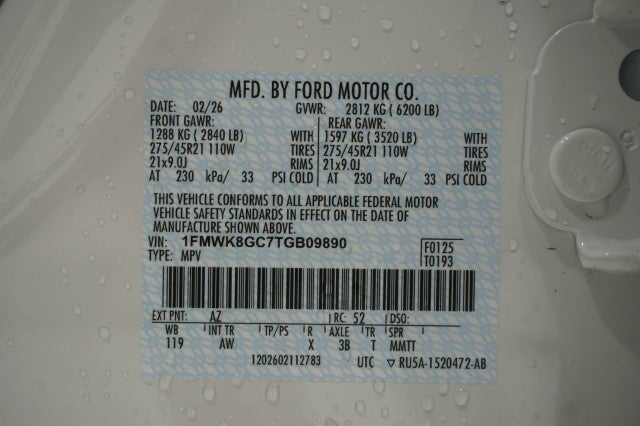 MFD. BY FORD MOTOR CO.
DATE: 02/26 GVWR: 2812 KG ( 6200 LB)
FRONT GAWR: REAR GAWR:
1288 KG ( 2840 LB) WITH 1597 KG ( 3520 LB) WITH
275/45R21 110W TIRES 275/45R21 110W TIRES
21x9.0J RIMS 21x9.0J RIMS
AT 230 kPa/ 33 PSI COLD AT 230 kPa/ 33 PSI COLD
THIS VEHICLE CONFORMS TO ALL APPLICABLE FEDERAL MOTOR
VEHICLE SAFETY STANDARDS IN EFFECT ON THE DATE OF
MANUFACTURE SHOWN ABOVE.
VIN: 1FMWK8GC7TGB09890 F0125
TYPE: MPV T0193
EXT PNT: AZ RC: 52 DSO:
WB INT TR TP/PS R AXLE TR SPR
119 AW X 3B T MMTT
1202602112783 UTC ▽ RU5A-1520472-AB